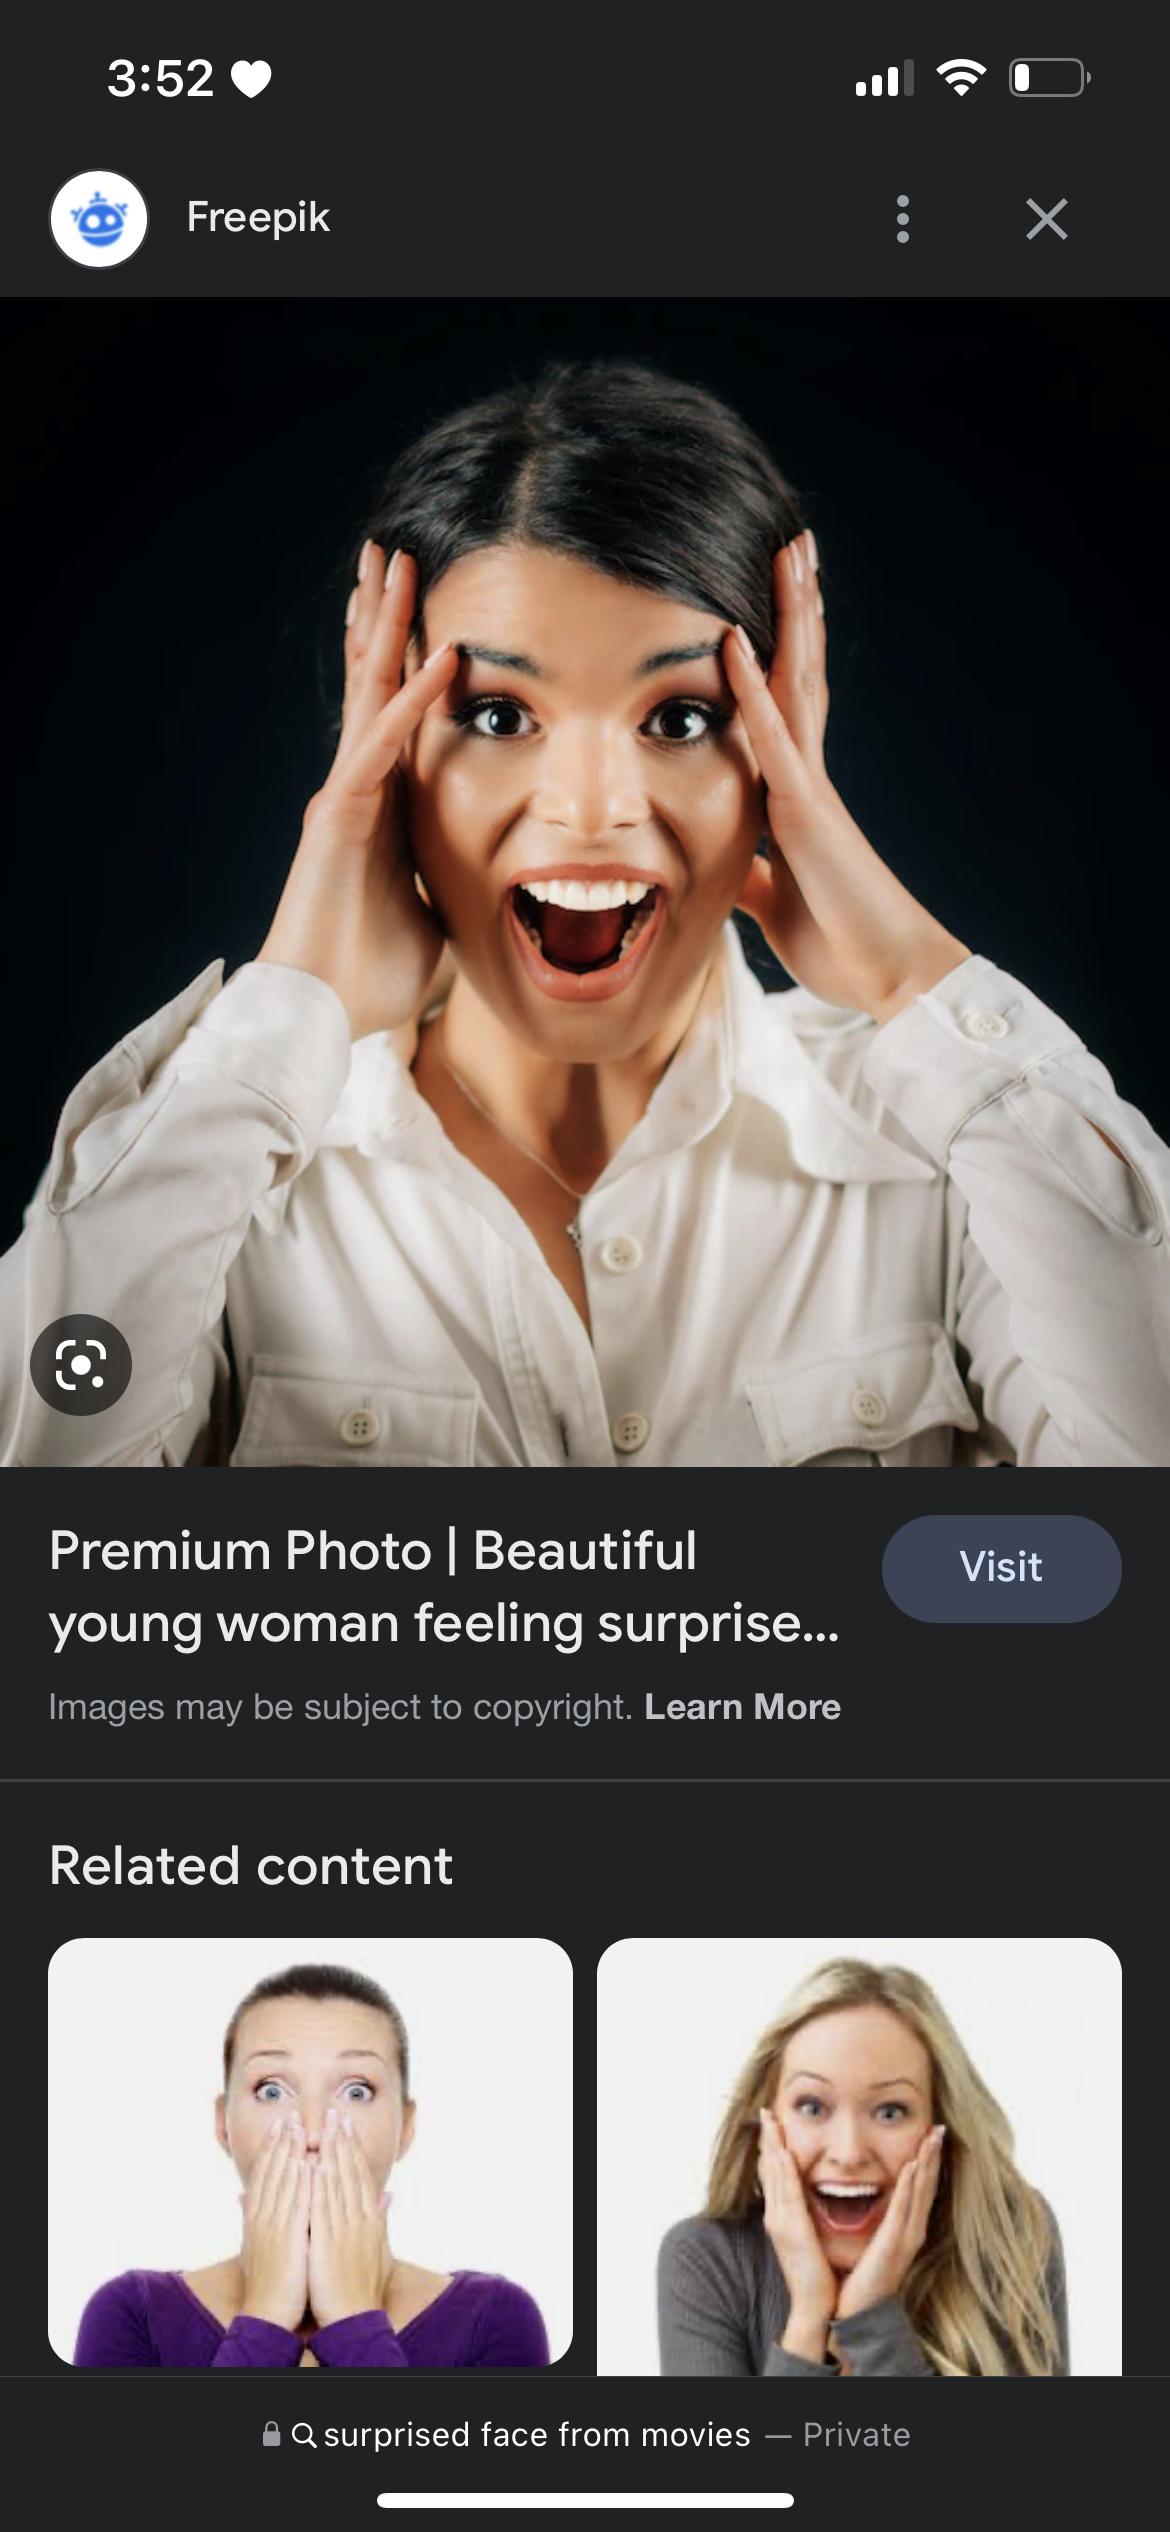 3:52
Freepik
Premium Photo | Beautiful
young woman feeling surprise...
Visit
Images may be subject to copyright. Learn More
Related content
surprised face from movies — Private